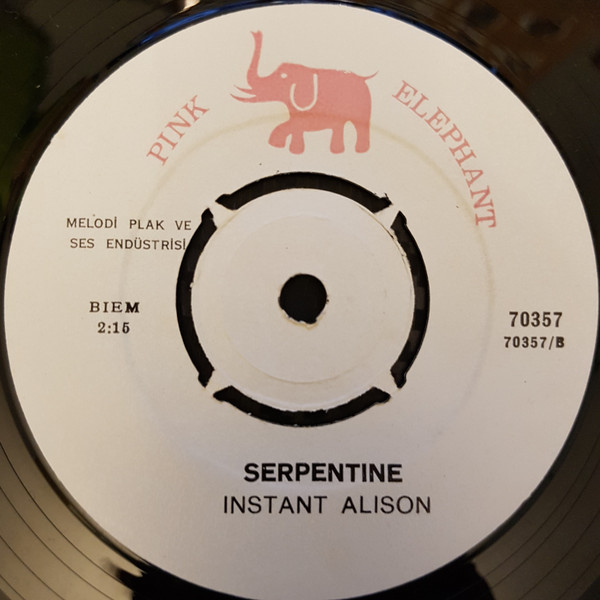 PINK ELEPHANT
MELODİ PLAK VE
SES ENDÜSTRİSİ
BIEM
2:15
70357
70357/B
SERPENTINE
INSTANT ALISON